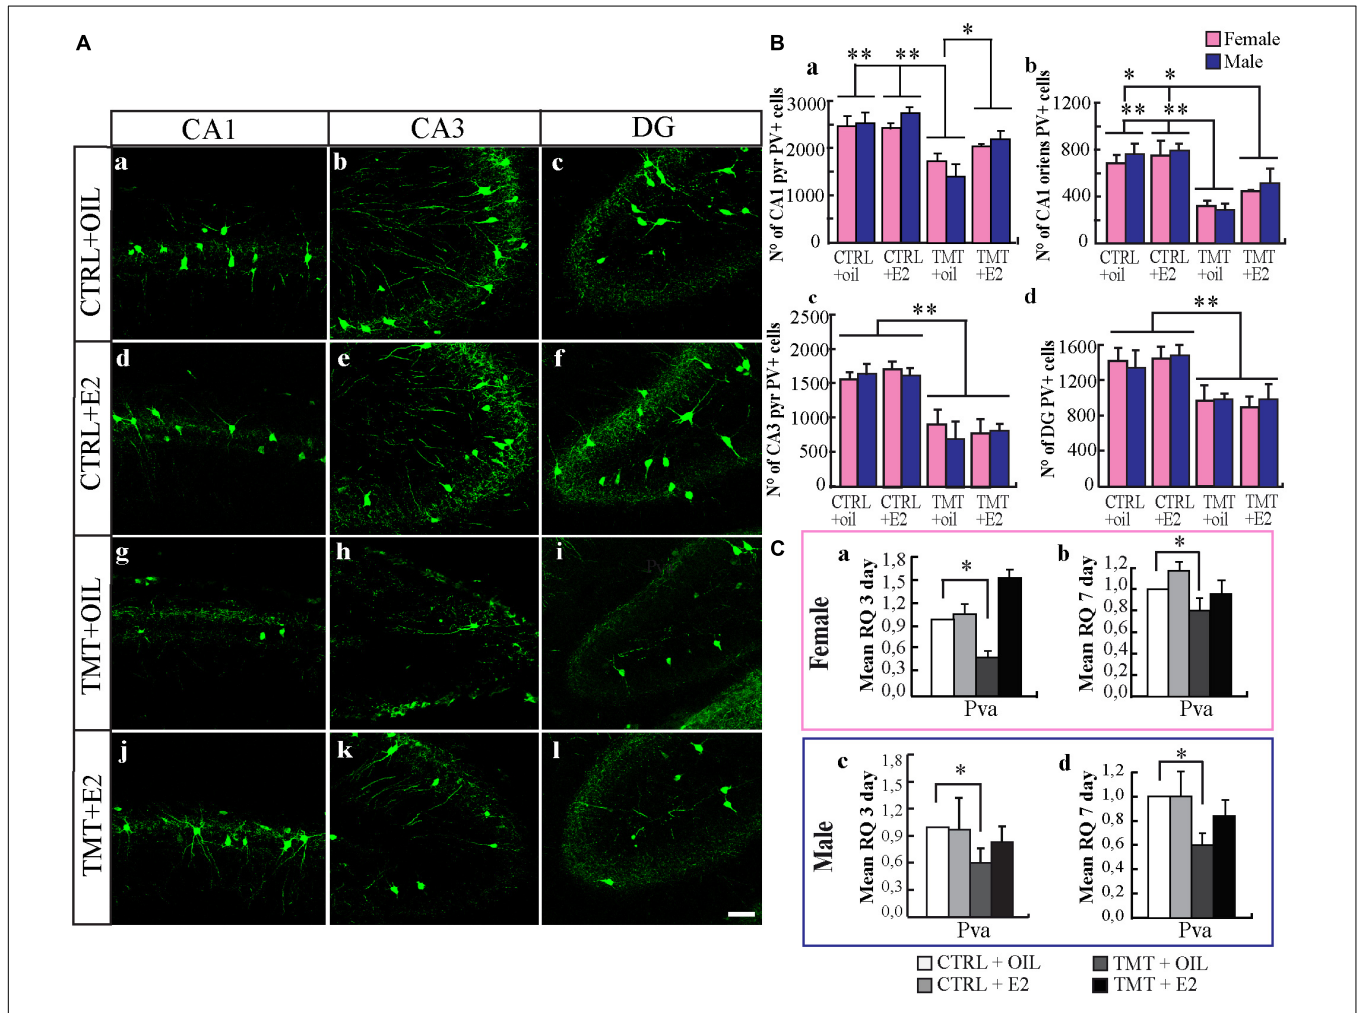 A
B
Female
Male
CA1
CA3
DG
CTRL+OIL
CTRL+E2
TMT+OIL
TMT+E2
a
b
c
d
e
f
g
h
i
j
k
l
a
** ** *
Nº of CA1 pyr PV+ cells
3000
2000
1000
0
CTRL +oil
CTRL +E2
TMT +oil
TMT +E2
b
* *
** **
Nº of CA1 oriens PV+ cells
1200
800
400
0
CTRL +oil
CTRL +E2
TMT +oil
TMT +E2
c
**
Nº of CA3 pyr PV+ cells
2500
2000
1500
1000
500
0
CTRL +oil
CTRL +E2
TMT +oil
TMT +E2
d
**
Nº of DG PV+ cells
1600
1200
800
400
0
CTRL +oil
CTRL +E2
TMT +oil
TMT +E2
C
Female
a
*
Mean RQ 3 day
1,8
1,5
1,2
0,9
0,6
0,3
0,0
Pva
b
*
Mean RQ 7 day
1,2
1,0
0,8
0,6
0,4
0,2
0,0
Pva
Male
c
*
Mean RQ 3 day
1,8
1,5
1,2
0,9
0,6
0,3
0,0
Pva
d
*
Mean RQ 7 day
1,4
1,2
1,0
0,8
0,6
0,4
0,2
0,0
Pva
CTRL + OIL
TMT + OIL
CTRL + E2
TMT + E2